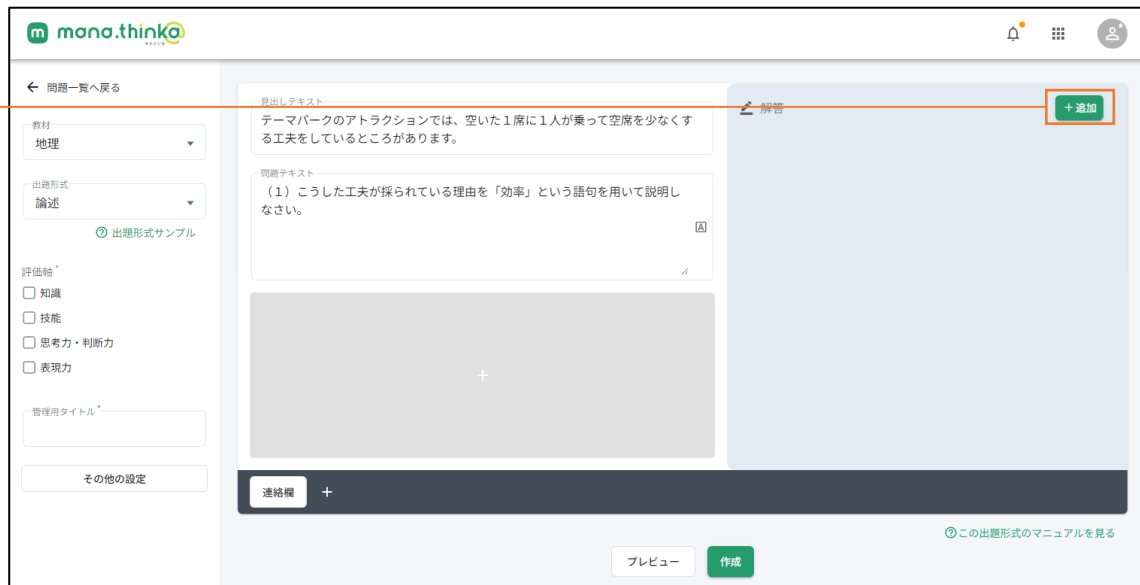 mana.think@
マナシンカ
問題一覧へ戻る
教材
地理
出題形式
論述
出題形式サンプル
評価軸*
知識
技能
思考力・判断力
表現力
管理用タイトル*
その他の設定
見出しテキスト
テーマパークのアトラクションでは、空いた１席に１人が乗って空席を少なくす
る工夫をしているところがあります。
問題テキスト
（１）こうした工夫が採られている理由を「効率」という語句を用いて説明し
なさい。
A
解答
+追加
連絡欄
この出題形式のマニュアルを見る
プレビュー
作成